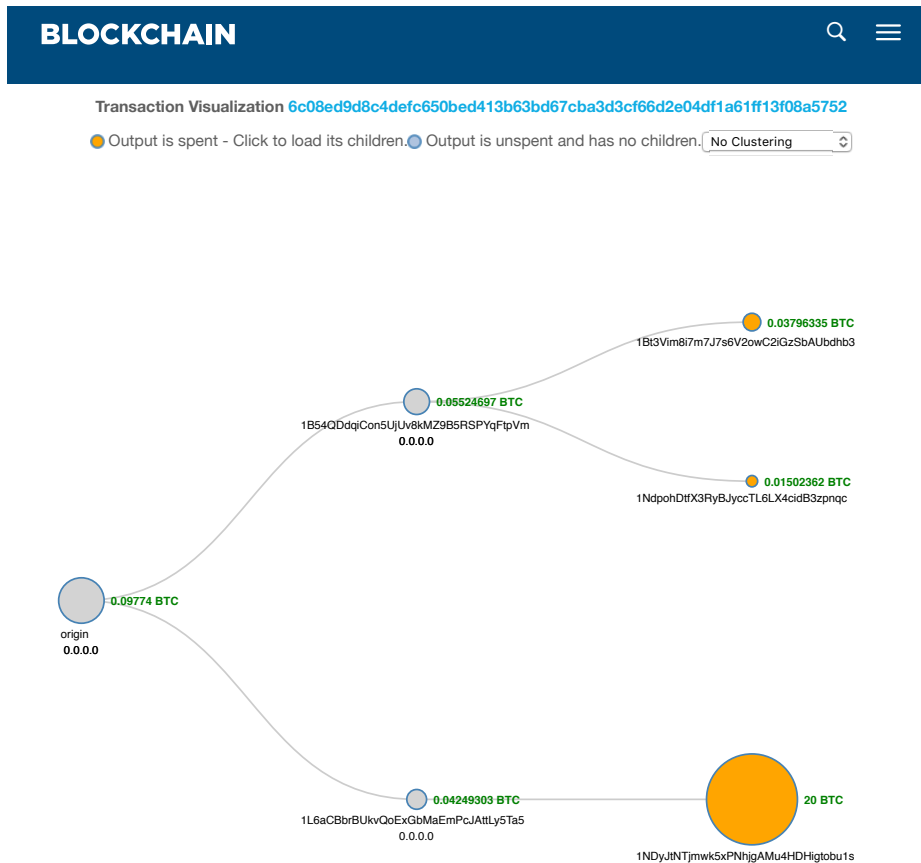 BLOCKCHAIN
Transaction Visualization 6c08ed9d8c4defc650bed413b63bd67cba3d3cf66d2e04df1a61ff13f08a5752
Output is spent - Click to load its children. Output is unspent and has no children. No Clustering
0.03796335 BTC
1Bt3Vim8i7m7J7s6V2owC2iGzSbAUbdhb3
0.05524697 BTC
1B54QDdqiCon5UjUv8kMZ9B5RSPYqFtpVm
0.0.0.0
0.01502362 BTC
1NdpohDtfX3RyBJyccTL6LX4cidB3zpnqc
0.09774 BTC
origin
0.0.0.0
0.04249303 BTC
1L6aCBbrBUkvQoExGbMaEmPcJAttLy5Ta5
0.0.0.0
20 BTC
1NDyJtNTjmwk5xPNhjgAMu4HDHigtobu1s